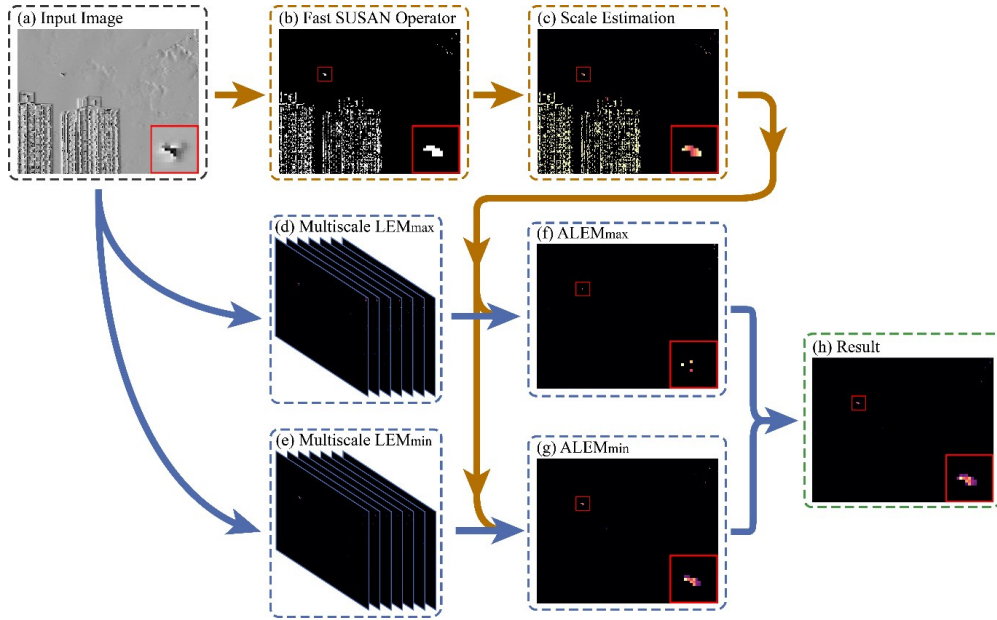 (a) Input Image
(b) Fast SUSAN Operator
(c) Scale Estimation
(d) Multiscale LEMmax
(f) ALEMmax
(h) Result
(e) Multiscale LEMmin
(g) ALEMmin